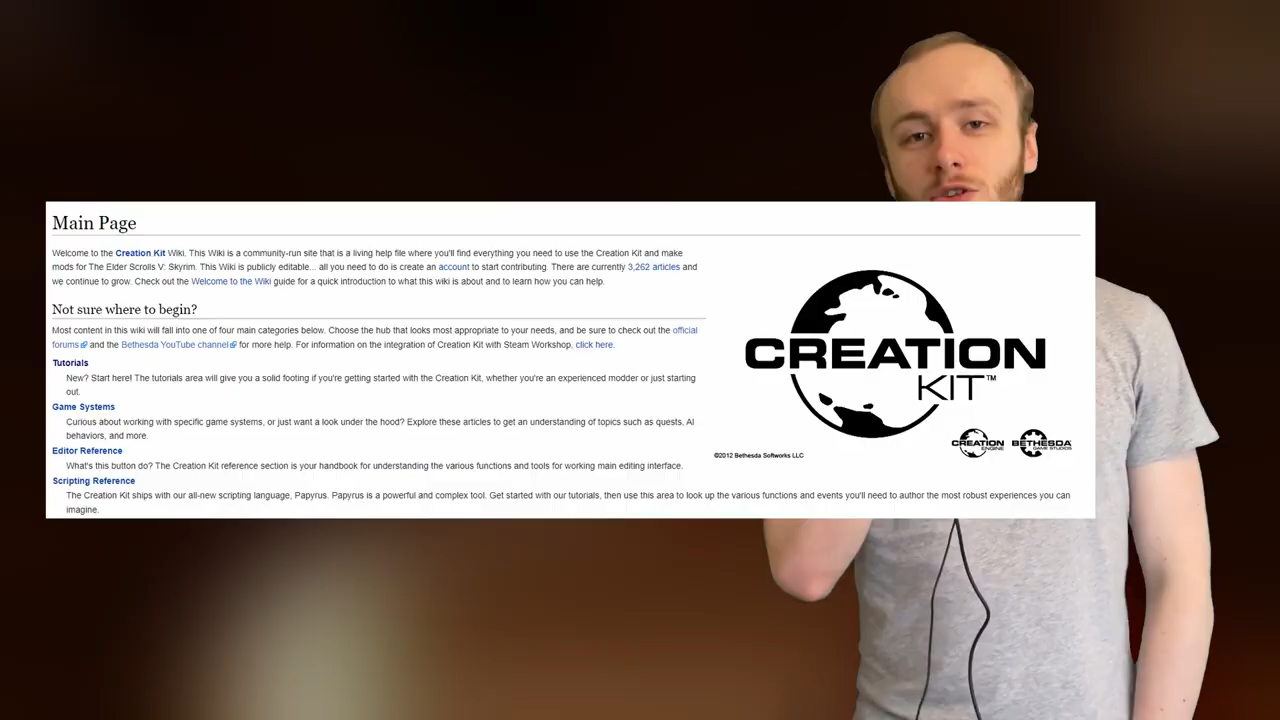 Main Page
Welcome to the Creation Kit Wiki. This Wiki is a community-run site that is a living help file where you'll find everything you need to use the Creation Kit and make
mods for The Elder Scrolls V: Skyrim. This Wiki is publicly editable... all you need to do is create an account to start contributing. There are currently 3,262 articles and
we continue to grow. Check out the Welcome to the Wiki guide for a quick introduction to what this wiki is about and to learn how you can help.
Not sure where to begin?
Most content in this wiki will fall into one of four main categories below. Choose the hub that looks most appropriate to your needs, and be sure to check out the official
forums and the Bethesda YouTube channel for more help. For information on the integration of Creation Kit with Steam Workshop, click here.
Tutorials
New? Start here! The tutorials area will give you a solid footing if you're getting started with the Creation Kit, whether you're an experienced modder or just starting
out.
Game Systems
Curious about working with specific game systems, or just want a look under the hood? Explore these articles to get an understanding of topics such as quests, AI
behaviors, and more.
Editor Reference
What's this button do? The Creation Kit reference section is your handbook for understanding the various functions and tools for working main editing interface.
Scripting Reference
The Creation Kit ships with our all-new scripting language, Papyrus. Papyrus is a powerful and complex tool. Get started with our tutorials, then use this area to look up the various functions and events you'll need to author the most robust experiences you can
imagine.
CREATION
KIT™
CREATION
ENGINE
BETHESDA
GAME STUDIOS
©2012 Bethesda Softworks LLC